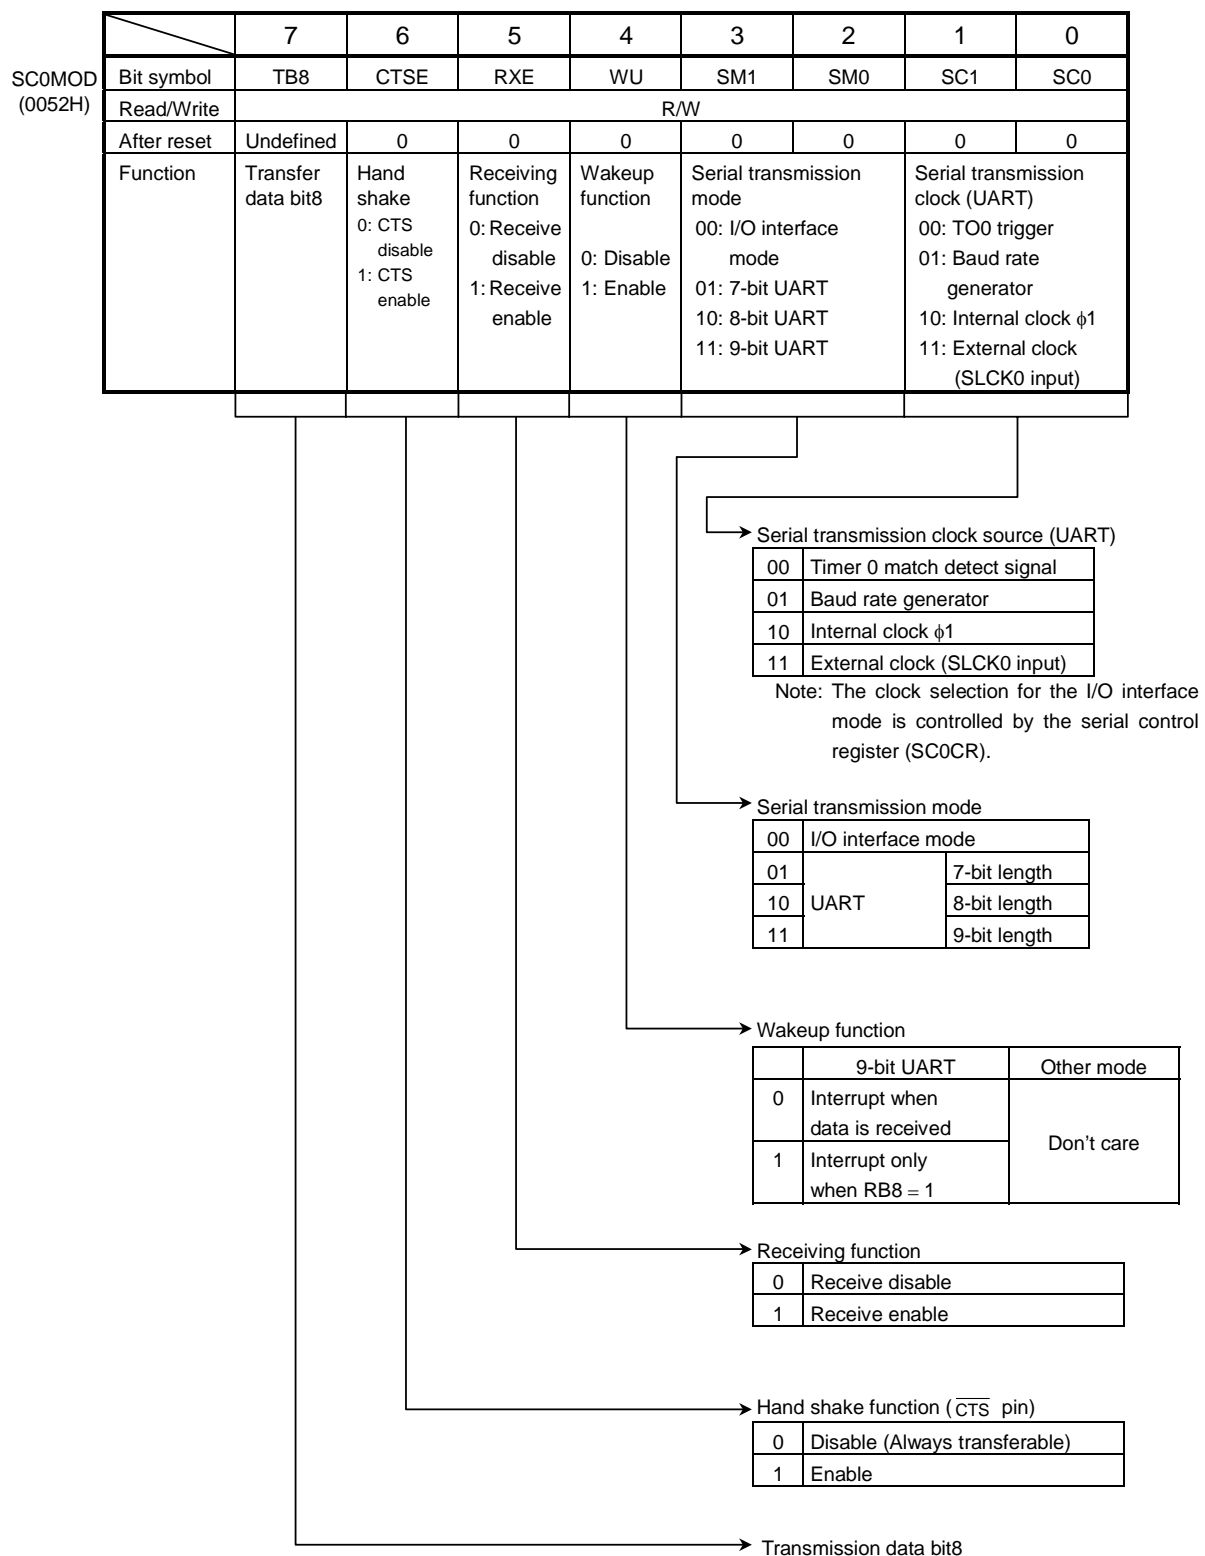 7 6 5 4 3 2 1 0
SC0MOD
(0052H)
Bit symbol TB8 CTSE RXE WU SM1 SM0 SC1 SC0
Read/Write R/W
After reset Undefined 0 0 0 0 0 0 0
Function
Transfer
data bit8
Hand
shake
0: CTS
disable
1: CTS
enable
Receiving
function
0: Receive
disable
1: Receive
enable
Wakeup
function
0: Disable
1: Enable
Serial transmission
mode
00: I/O interface
mode
01: 7-bit UART
10: 8-bit UART
11: 9-bit UART
Serial transmission
clock (UART)
00: TO0 trigger
01: Baud rate
generator
10: Internal clock ϕ1
11: External clock
(SLCK0 input)
Serial transmission clock source (UART)
00 Timer 0 match detect signal
01 Baud rate generator
10 Internal clock ϕ1
11 External clock (SLCK0 input)
Note: The clock selection for the I/O interface
mode is controlled by the serial control
register (SC0CR).
Serial transmission mode
00 I/O interface mode
01 7-bit length
10 UART 8-bit length
11 9-bit length
Wakeup function
9-bit UART Other mode
0 Interrupt when
data is received
Don't care
1 Interrupt only
when RB8 = 1
Receiving function
0 Receive disable
1 Receive enable
Hand shake function ( C̅T̅S̅ pin)
0 Disable (Always transferable)
1 Enable
Transmission data bit8